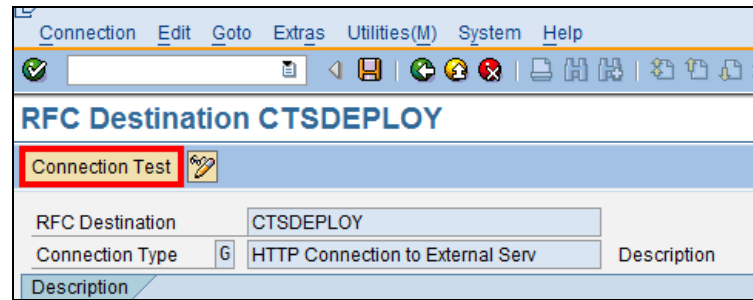 Connection Edit Goto Extras Utilities(M) System Help
RFC Destination CTSDEPLOY
Connection Test
RFC Destination CTSDEPLOY
Connection Type G HTTP Connection to External Serv Description
Description